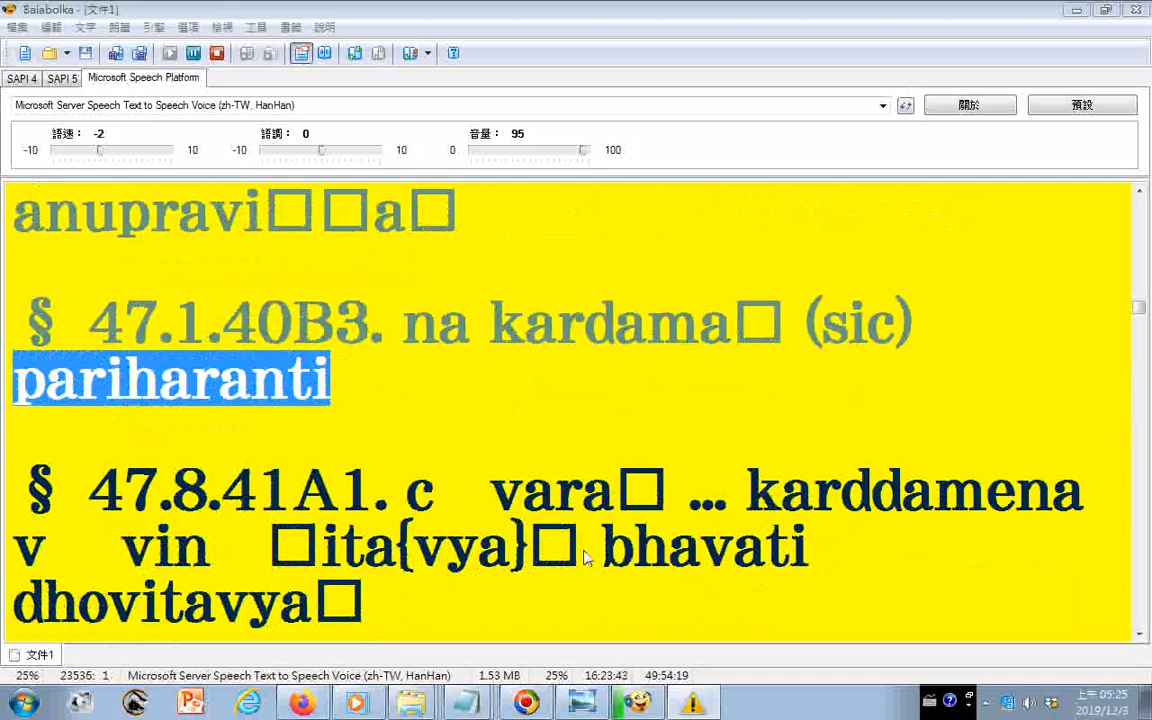 Balabolka - [文件1]
檔案 編輯 文字 朗讀 引擎 選項 檢視 工具 書籤 說明
SAPI 4 SAPI 5 Microsoft Speech Platform
Microsoft Server Speech Text to Speech Voice (zh-TW, HanHan)
關於 預設
語速： -2 語調： 0 音量： 95
-10 10 -10 10 0 100
anupravi□□a□
§ 47.1.40B3. na kardama□ (sic)
pariharanti
§ 47.8.41A1. c vara□ ... karddamena
v vin □ita{vya}□ bhavati
dhovitavya□
文件1
25% 23535: 1 Microsoft Server Speech Text to Speech Voice (zh-TW, HanHan) 1.53 MB 25% 16:23:43 49:54:19
上午 05:25
2019/12/3